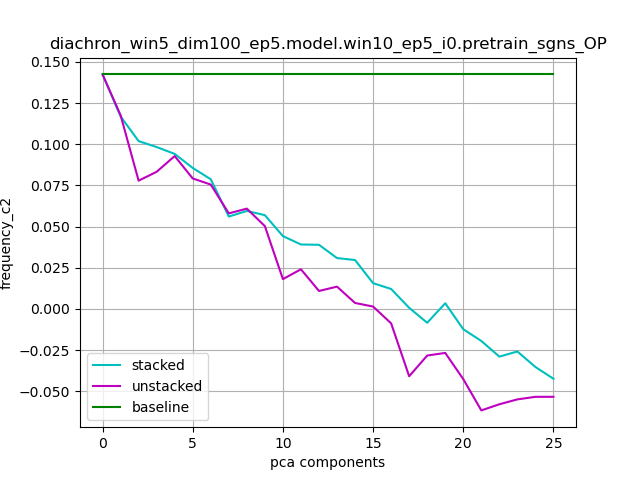 diachron_win5_dim100_ep5.model.win10_ep5_i0.pretrain_sgns_OP
0.150
0.125
0.100
0.075
0.050
0.025
0.000
−0.025
−0.050
frequency_c2
stacked
unstacked
baseline
0 5 10 15 20 25
pca components